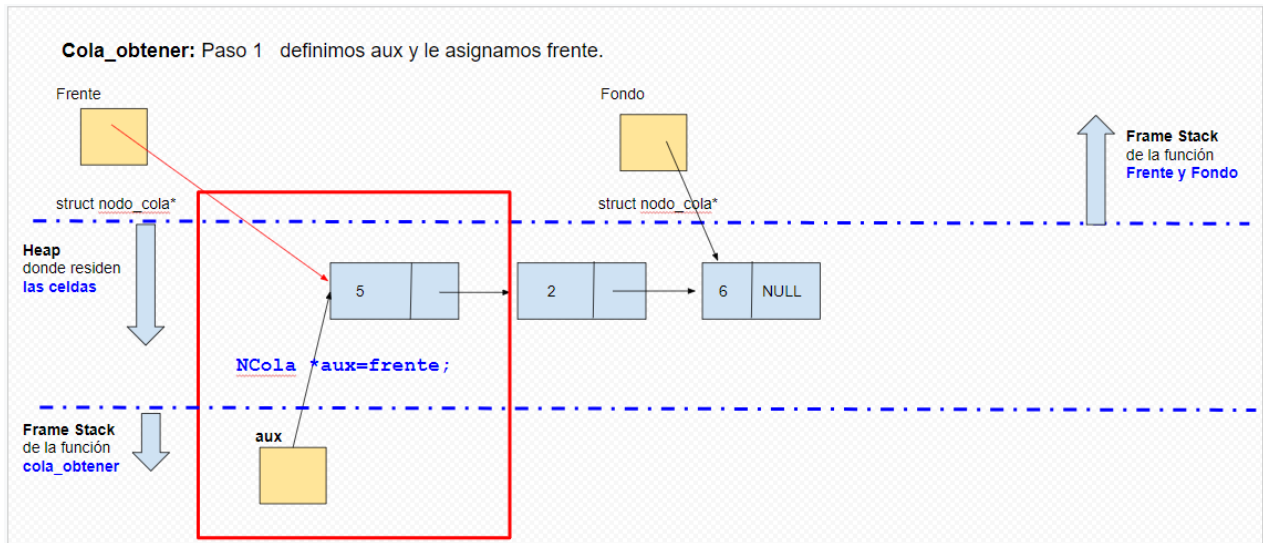 Cola_obtener: Paso 1 definimos aux y le asignamos frente.
Frente
Fondo
Frame Stack
de la función
Frente y Fondo
struct nodo_cola*
struct nodo_cola*
Heap
donde residen
las celdas
5
2
6 NULL
NCola *aux=frente;
Frame Stack
de la función
cola_obtener
aux